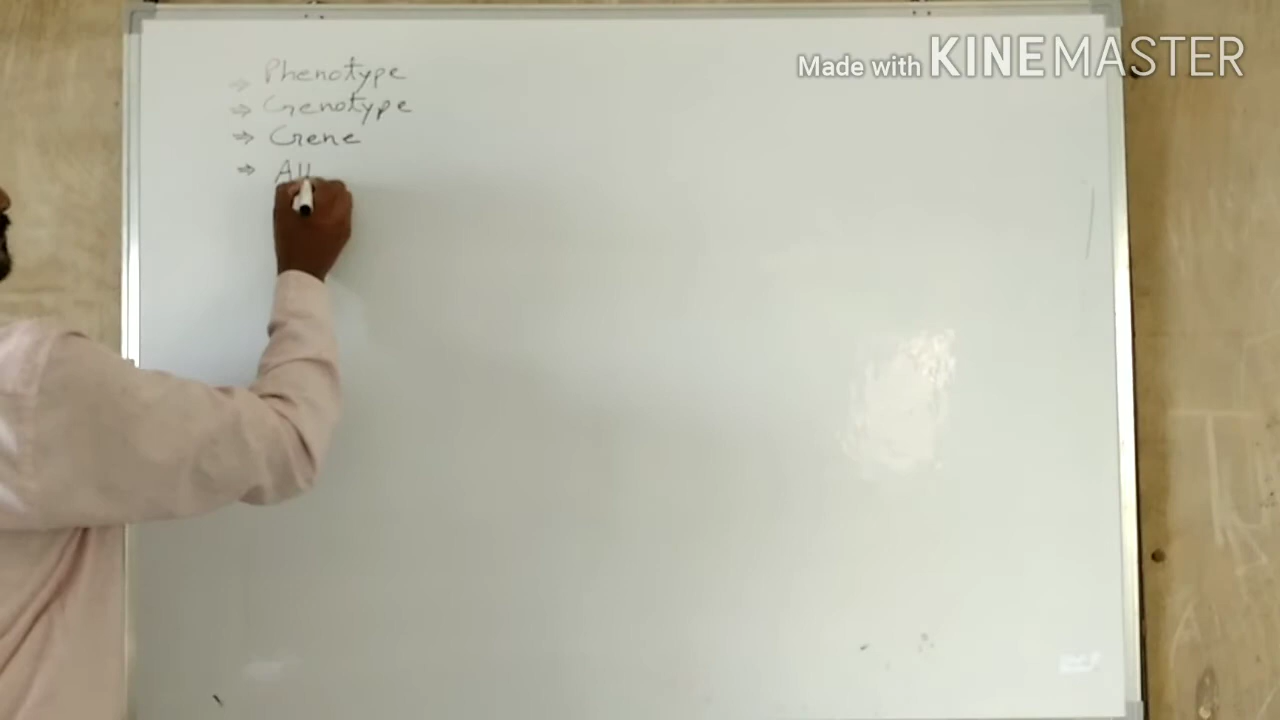 Made with KINEMASTER
⇒ Phenotype
⇒ Genotype
⇒ Gene
⇒ All